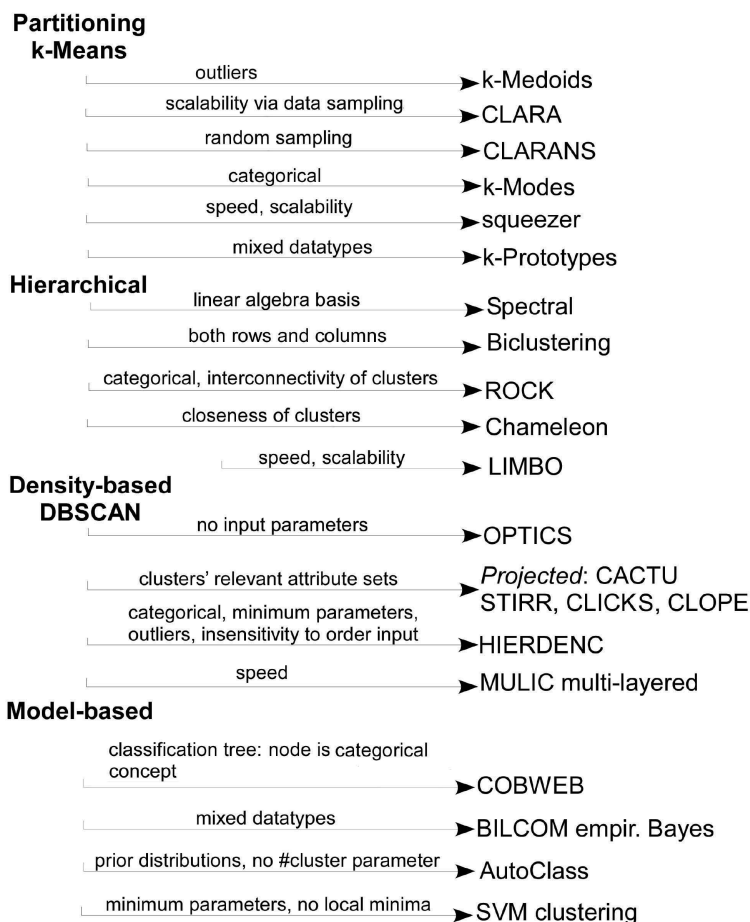 Partitioning
k-Means
outliers
k-Medoids
scalability via data sampling
CLARA
random sampling
CLARANS
categorical
k-Modes
speed, scalability
squeezer
mixed datatypes
k-Prototypes
Hierarchical
linear algebra basis
Spectral
both rows and columns
Biclustering
categorical, interconnectivity of clusters
ROCK
closeness of clusters
Chameleon
speed, scalability
LIMBO
Density-based
DBSCAN
no input parameters
OPTICS
clusters' relevant attribute sets
Projected: CACTU
STIRR, CLICKS, CLOPE
categorical, minimum parameters,
outliers, insensitivity to order input
HIERDENC
speed
MULIC multi-layered
Model-based
classification tree: node is categorical
concept
COBWEB
mixed datatypes
BILCOM empir. Bayes
prior distributions, no #cluster parameter
AutoClass
minimum parameters, no local minima
SVM clustering